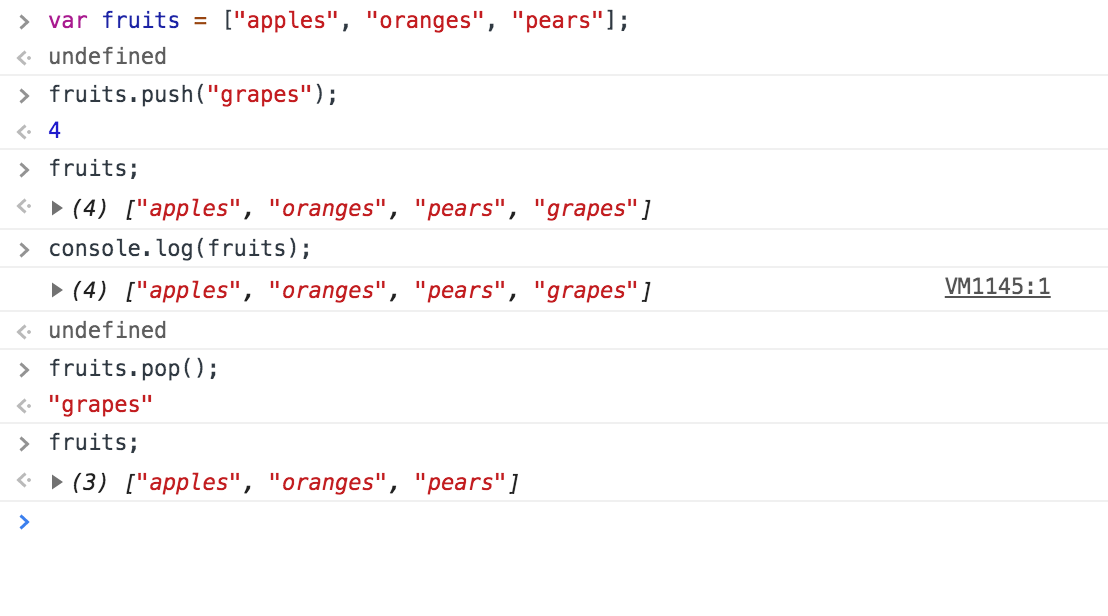 > var fruits = ["apples", "oranges", "pears"];
undefined
> fruits.push("grapes");
4
> fruits;
(4) ["apples", "oranges", "pears", "grapes"]
> console.log(fruits);
(4) ["apples", "oranges", "pears", "grapes"] VM1145:1
undefined
> fruits.pop();
"grapes"
> fruits;
(3) ["apples", "oranges", "pears"]
>